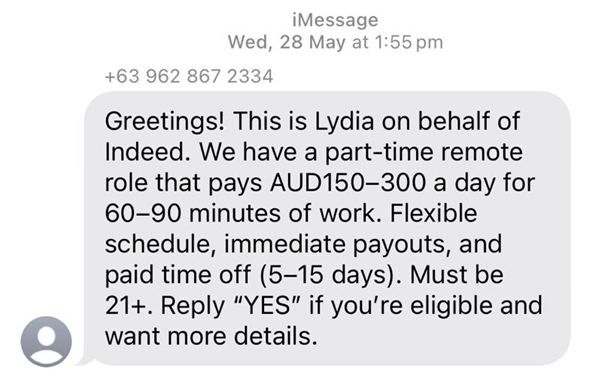 iMessage
Wed, 28 May at 1:55 pm
+63 962 867 2334
Greetings! This is Lydia on behalf of
Indeed. We have a part-time remote
role that pays AUD150–300 a day for
60–90 minutes of work. Flexible
schedule, immediate payouts, and
paid time off (5–15 days). Must be
21+. Reply “YES” if you’re eligible and
want more details.